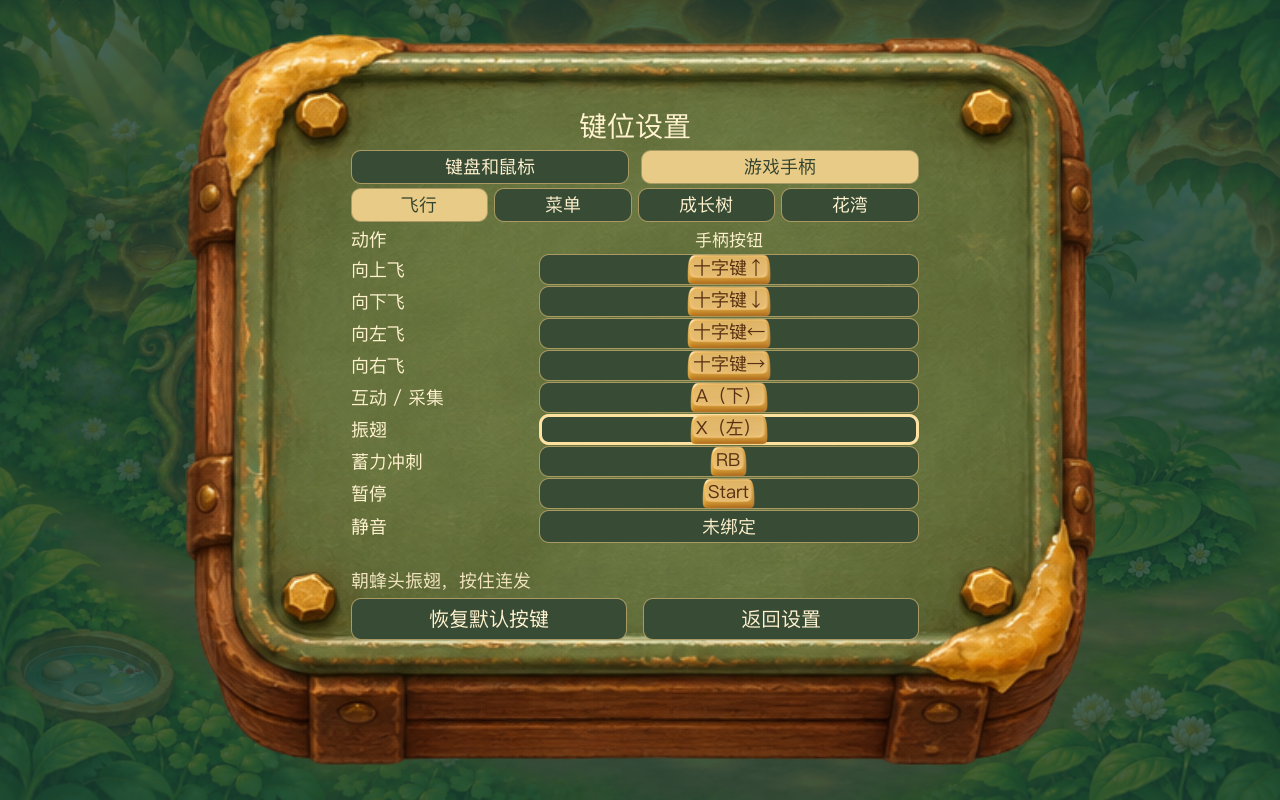 键位设置
键盘和鼠标 游戏手柄
飞行 菜单 成长树 花湾
动作 手柄按钮
向上飞 十字键↑
向下飞 十字键↓
向左飞 十字键←
向右飞 十字键→
互动 / 采集 A（下）
振翅 X（左）
蓄力冲刺 RB
暂停 Start
静音 未绑定
朝蜂头振翅，按住连发
恢复默认按键 返回设置